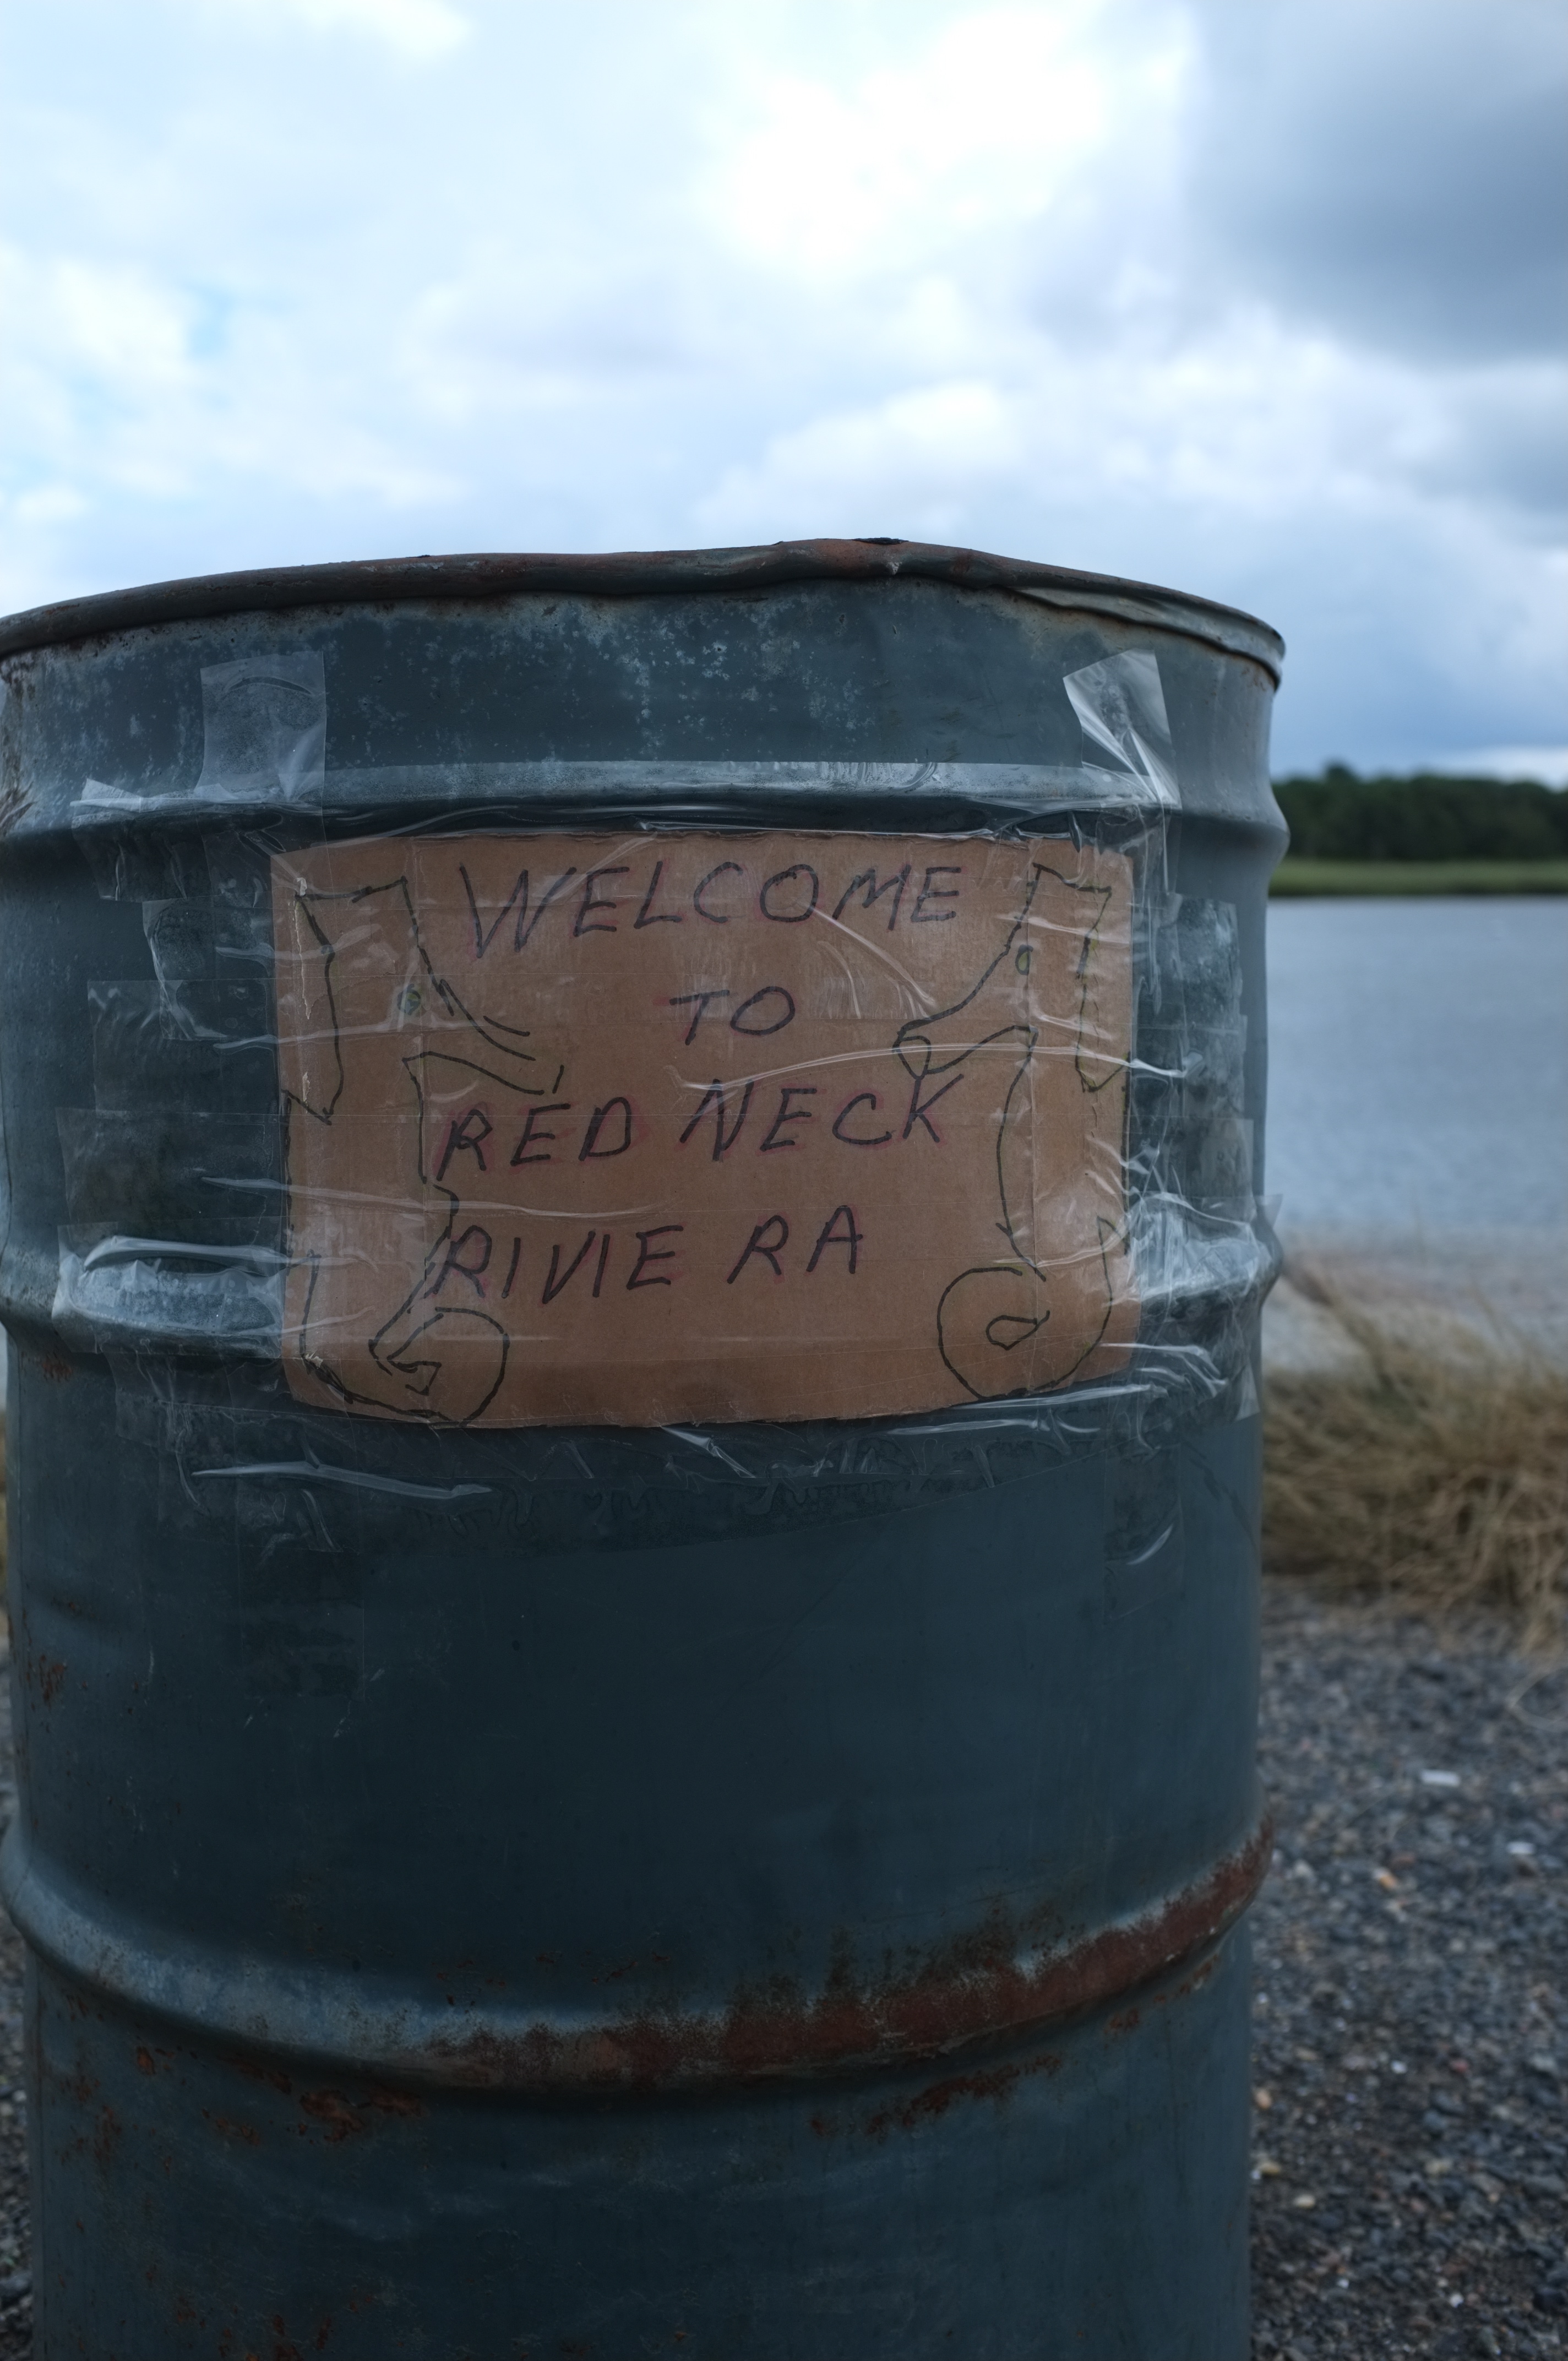 WELCOME
TO
RED NECK
RIVIE RA